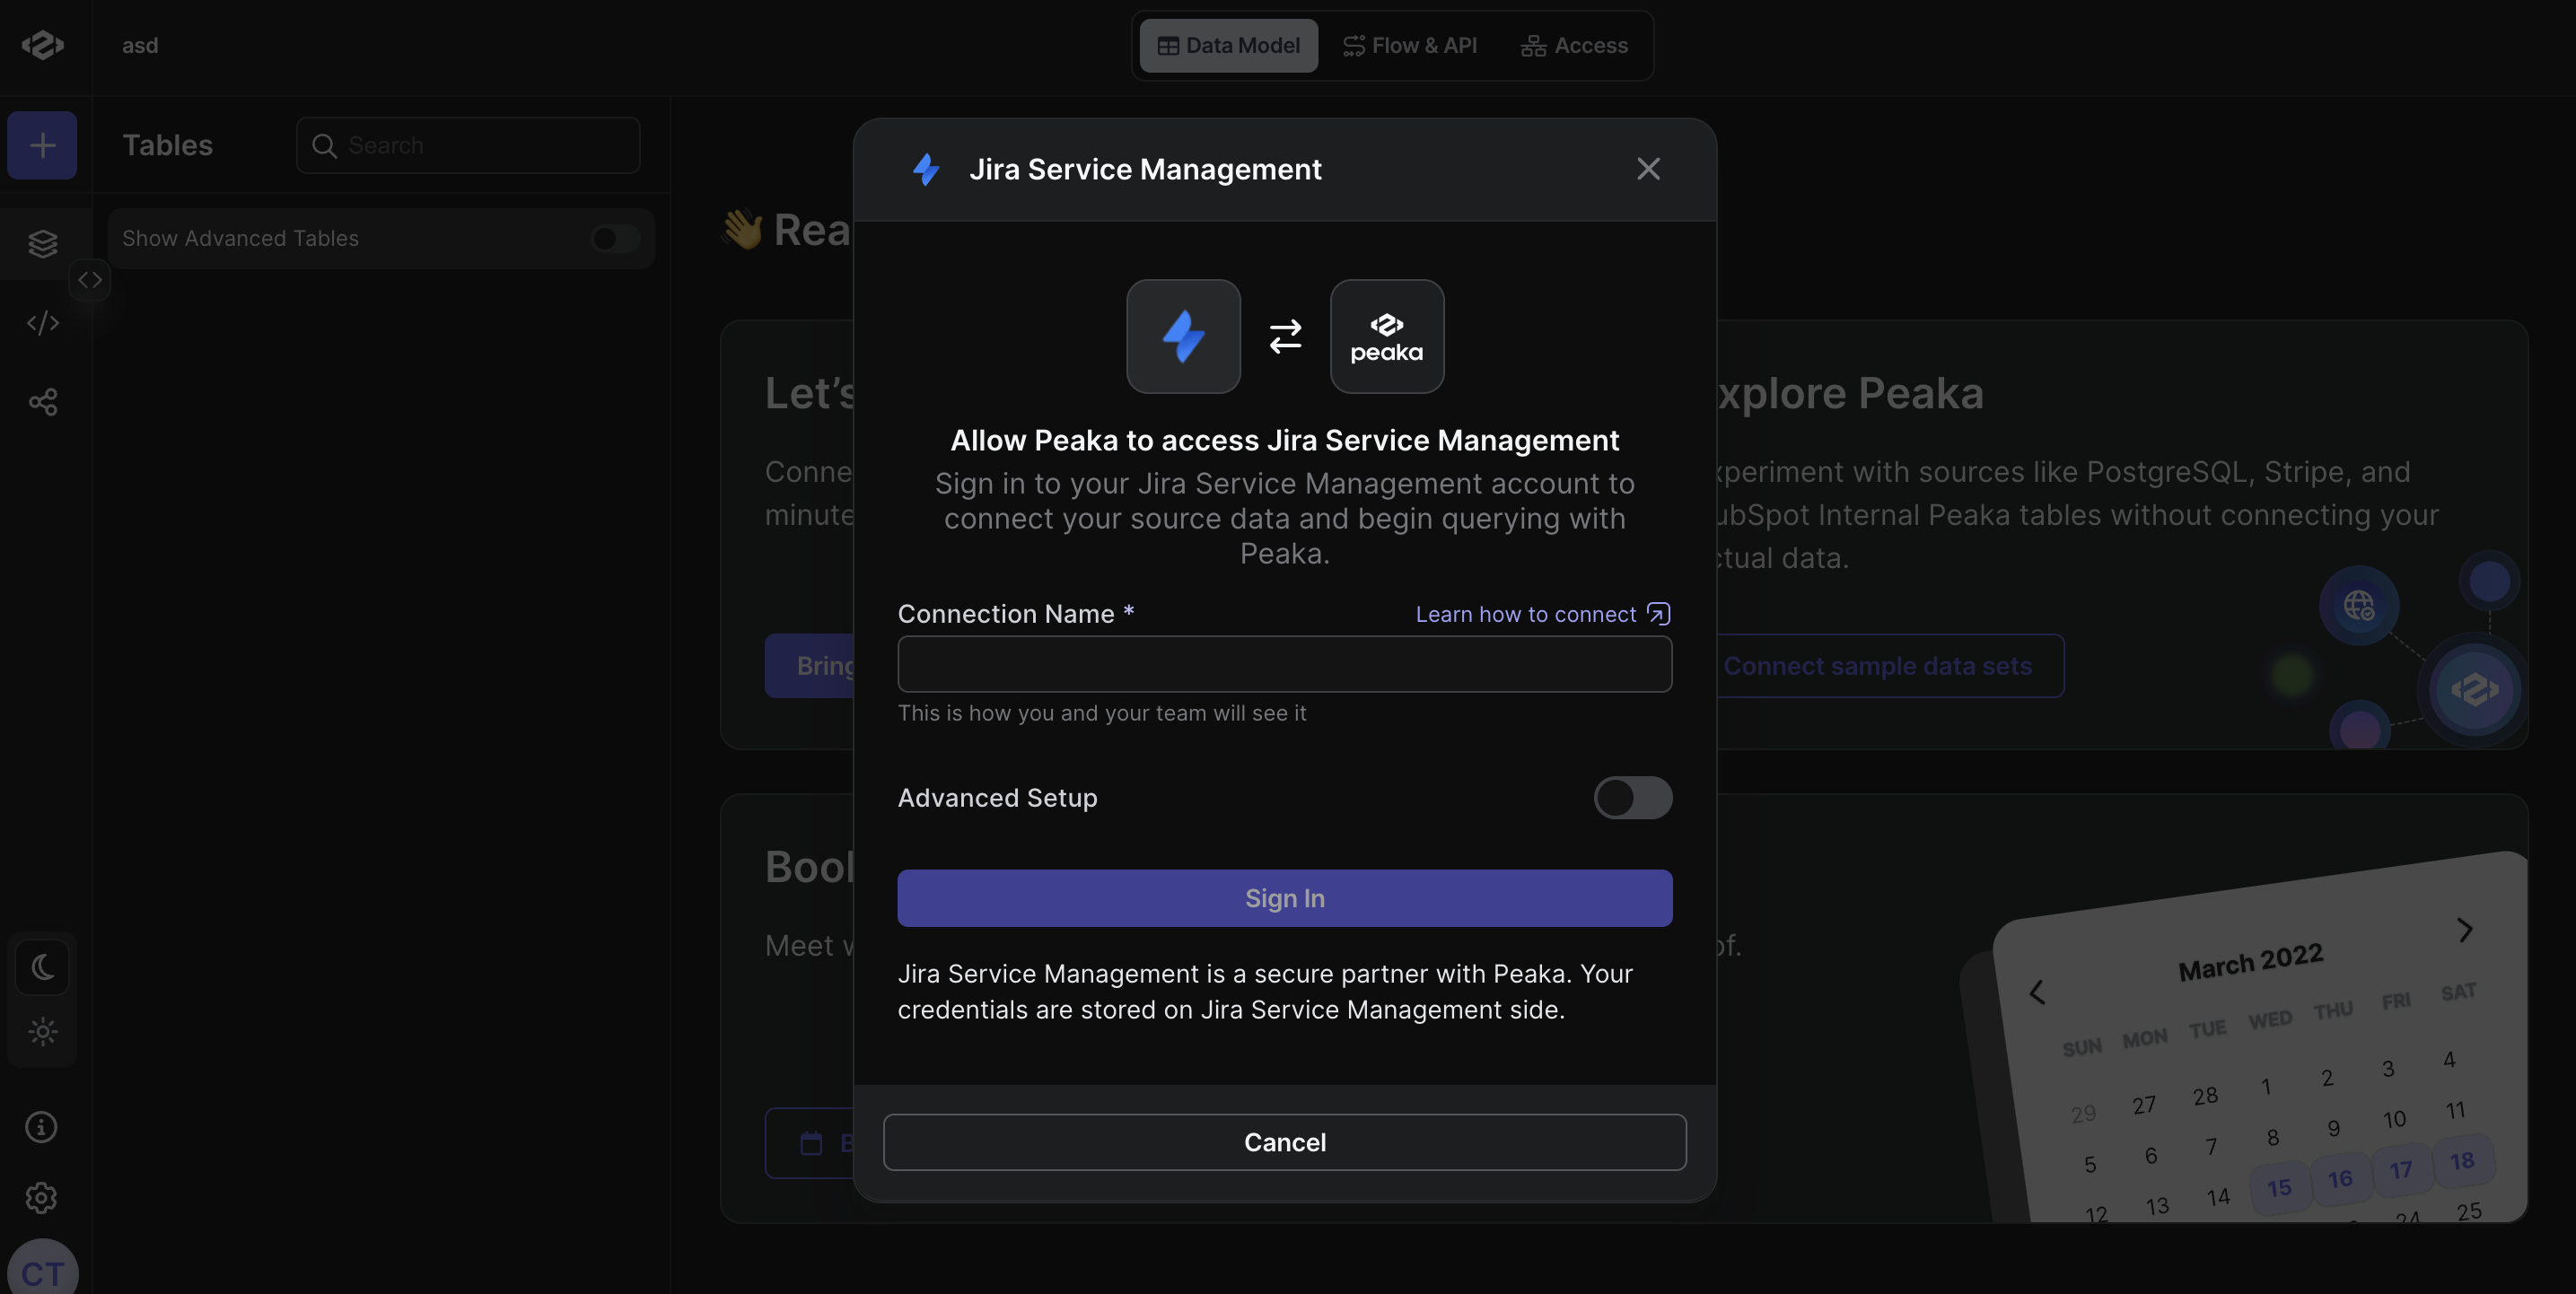 asd
Data Model
Flow & API
Access
Tables
Search
Show Advanced Tables
CT
👋 Rea
Let's
Conne
minute
Bring
xplore Peaka
xperiment with sources like PostgreSQL, Stripe, and
ubSpot Internal Peaka tables without connecting your
ctual data.
Connect sample data sets
Book
Meet w
of.
B
March 2022
SUN MON TUE WED THU FRI SAT
29 27 28 1 2 3 4
5 6 7 8 9 10 11
12 13 14 15 16 17 18
24 25
Jira Service Management
peaka
Allow Peaka to access Jira Service Management
Sign in to your Jira Service Management account to
connect your source data and begin querying with
Peaka.
Connection Name *
Learn how to connect
This is how you and your team will see it
Advanced Setup
Sign In
Jira Service Management is a secure partner with Peaka. Your
credentials are stored on Jira Service Management side.
Cancel